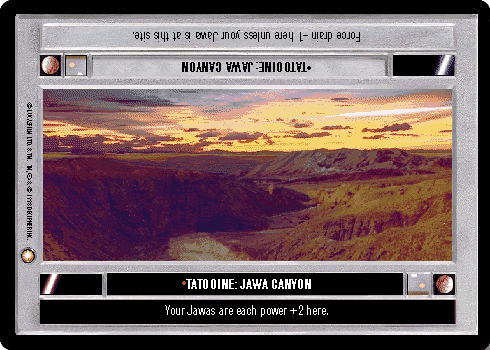 Force drain -1 here unless your Jawa is at this site.
•TATOOINE: JAWA CANYON
•TATOOINE: JAWA CANYON
Your Jawas are each power +2 here.